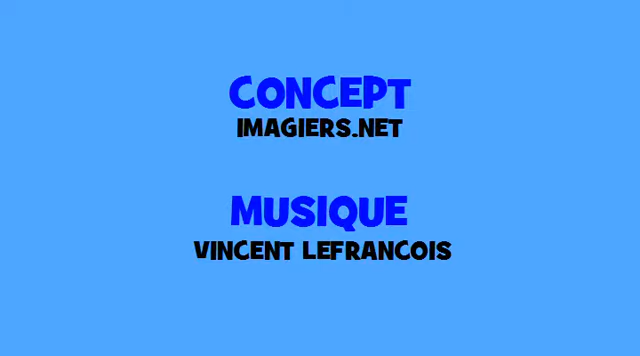 CONCEPT
IMAGIERS.NET
MUSIQUE
VINCENT LEFRANCOIS